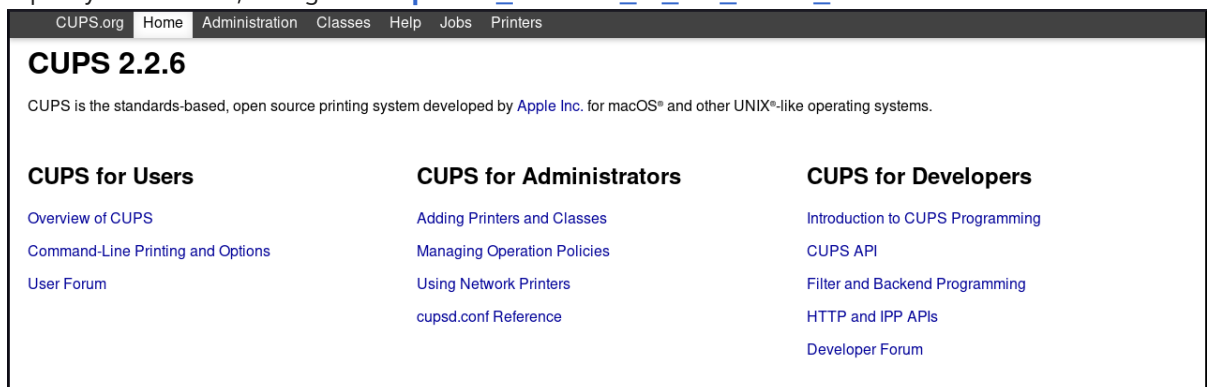 CUPS.org Home Administration Classes Help Jobs Printers
CUPS 2.2.6
CUPS is the standards-based, open source printing system developed by Apple Inc. for macOS® and other UNIX®-like operating systems.
CUPS for Users
Overview of CUPS
Command-Line Printing and Options
User Forum
CUPS for Administrators
Adding Printers and Classes
Managing Operation Policies
Using Network Printers
cupsd.conf Reference
CUPS for Developers
Introduction to CUPS Programming
CUPS API
Filter and Backend Programming
HTTP and IPP APIs
Developer Forum